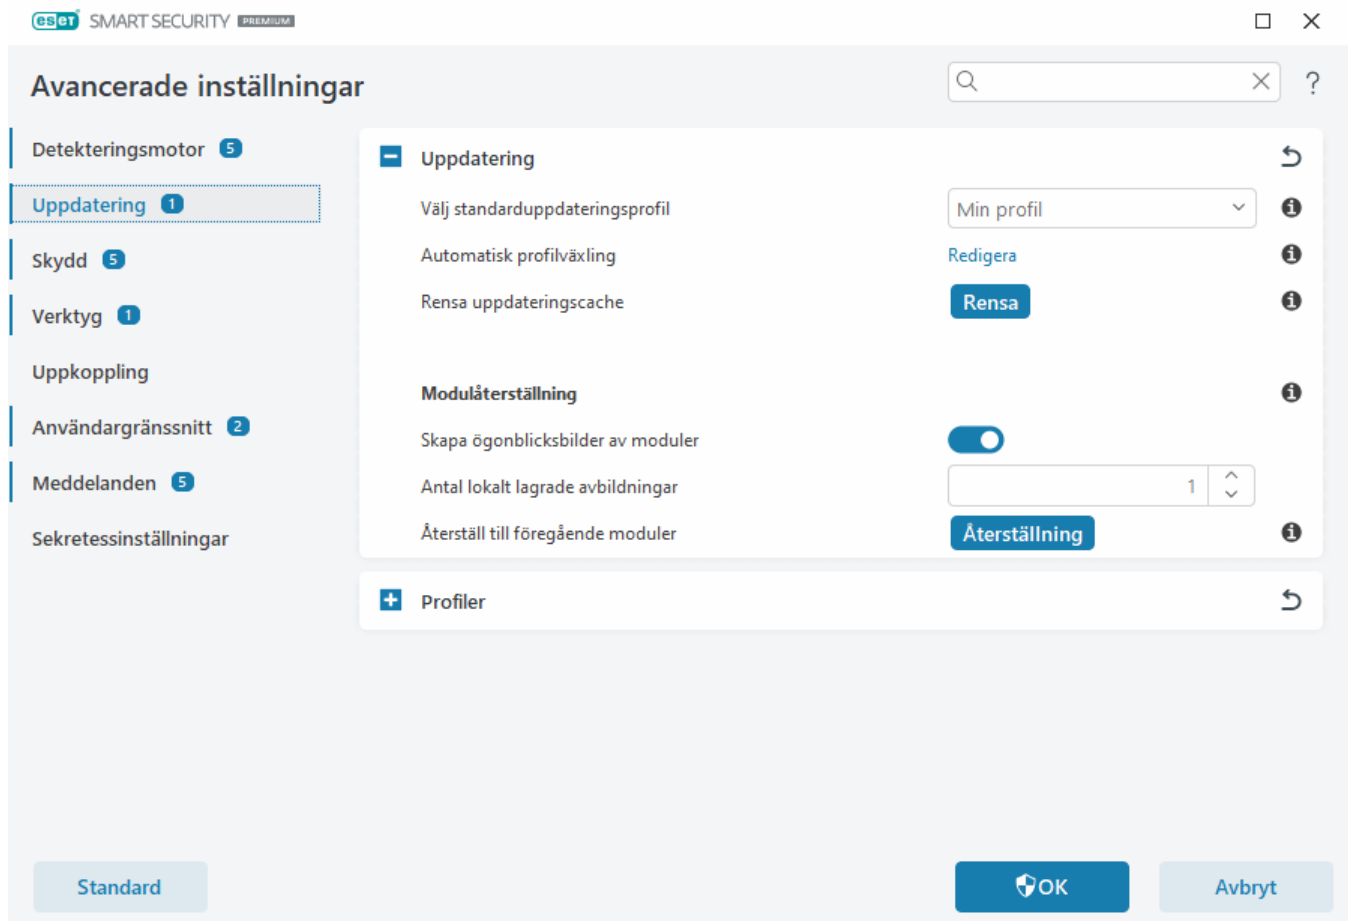 eset SMART SECURITY PREMIUM
Avancerade inställningar
?
Detekteringsmotor 5
Uppdatering 1
Skydd 5
Verktyg 1
Uppkoppling
Användargränssnitt 2
Meddelanden 5
Sekretessinställningar
Uppdatering
Välj standarduppdateringsprofil
Min profil
Automatisk profilväxling
Redigera
Rensa uppdateringscache
Rensa
Modulåterställning
Skapa ögonblicksbilder av moduler
Antal lokalt lagrade avbildningar
1
Återställ till föregående moduler
Återställning
Profiler
Standard
OK
Avbryt